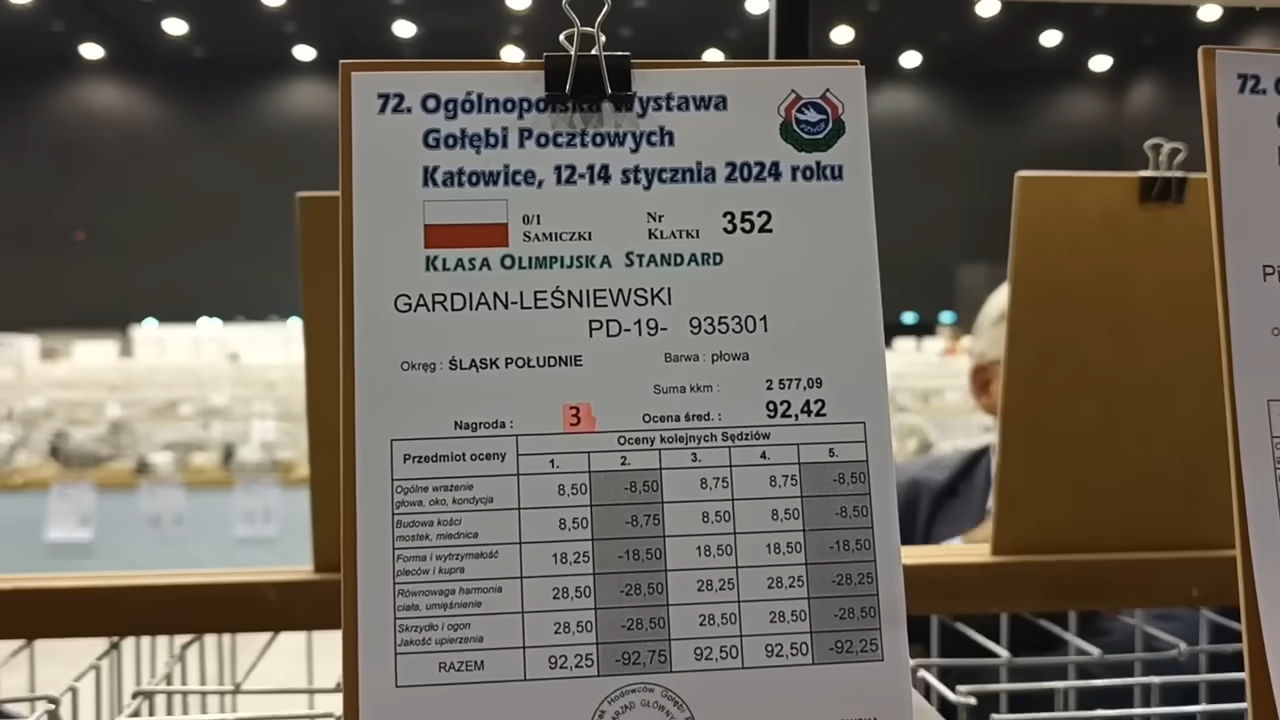 72. Ogólnopolska Wystawa
Gołębi Pocztowych
Katowice, 12-14 stycznia 2024 roku
PZHGP
0/1
SAMICZKI
Nr
KLATKI
352
KLASA OLIMPIJSKA STANDARD
GARDIAN-LEŚNIEWSKI
PD-19- 935301
Okręg : ŚLĄSK POŁUDNIE
Barwa : płowa
Suma kkm : 2 577,09
Nagroda : 3
Ocena śred. : 92,42
Przedmiot oceny
Oceny kolejnych Sędziów
1. 2. 3. 4. 5.
Ogólne wrażenie
głowa, oko, kondycja
8,50 -8,50 8,75 8,75 -8,50
Budowa kości
mostek, miednica
8,50 -8,75 8,50 8,50 -8,50
Forma i wytrzymałość
pleców i kupra
18,25 -18,50 18,50 18,50 -18,50
Równowaga harmonia
ciała, umięśnienie
28,50 -28,50 28,25 28,25 -28,25
Skrzydło i ogon
Jakość upierzenia
28,50 -28,50 28,50 28,50 -28,50
RAZEM 92,25 -92,75 92,50 92,50 -92,25
Hodowców Gołębi
ZARZĄD GŁÓWNY
72.